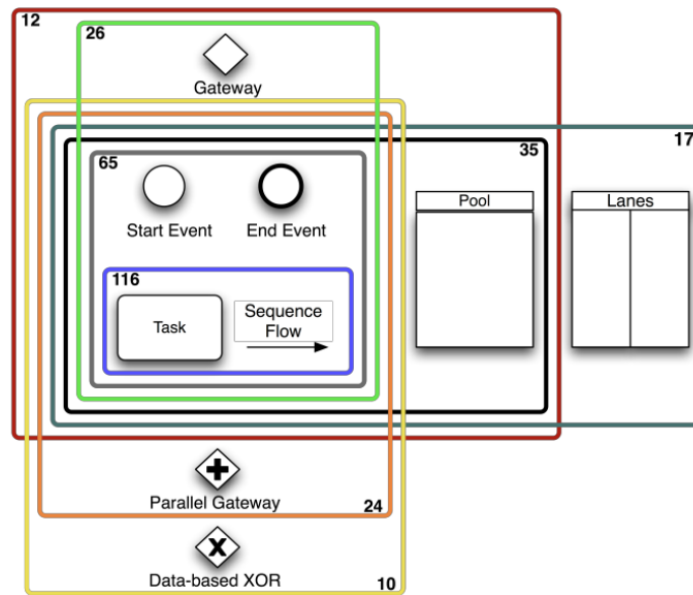 12
26
Gateway
17
65
35
Start Event
End Event
Pool
Lanes
116
Task
Sequence
Flow
Parallel Gateway
24
Data-based XOR
10